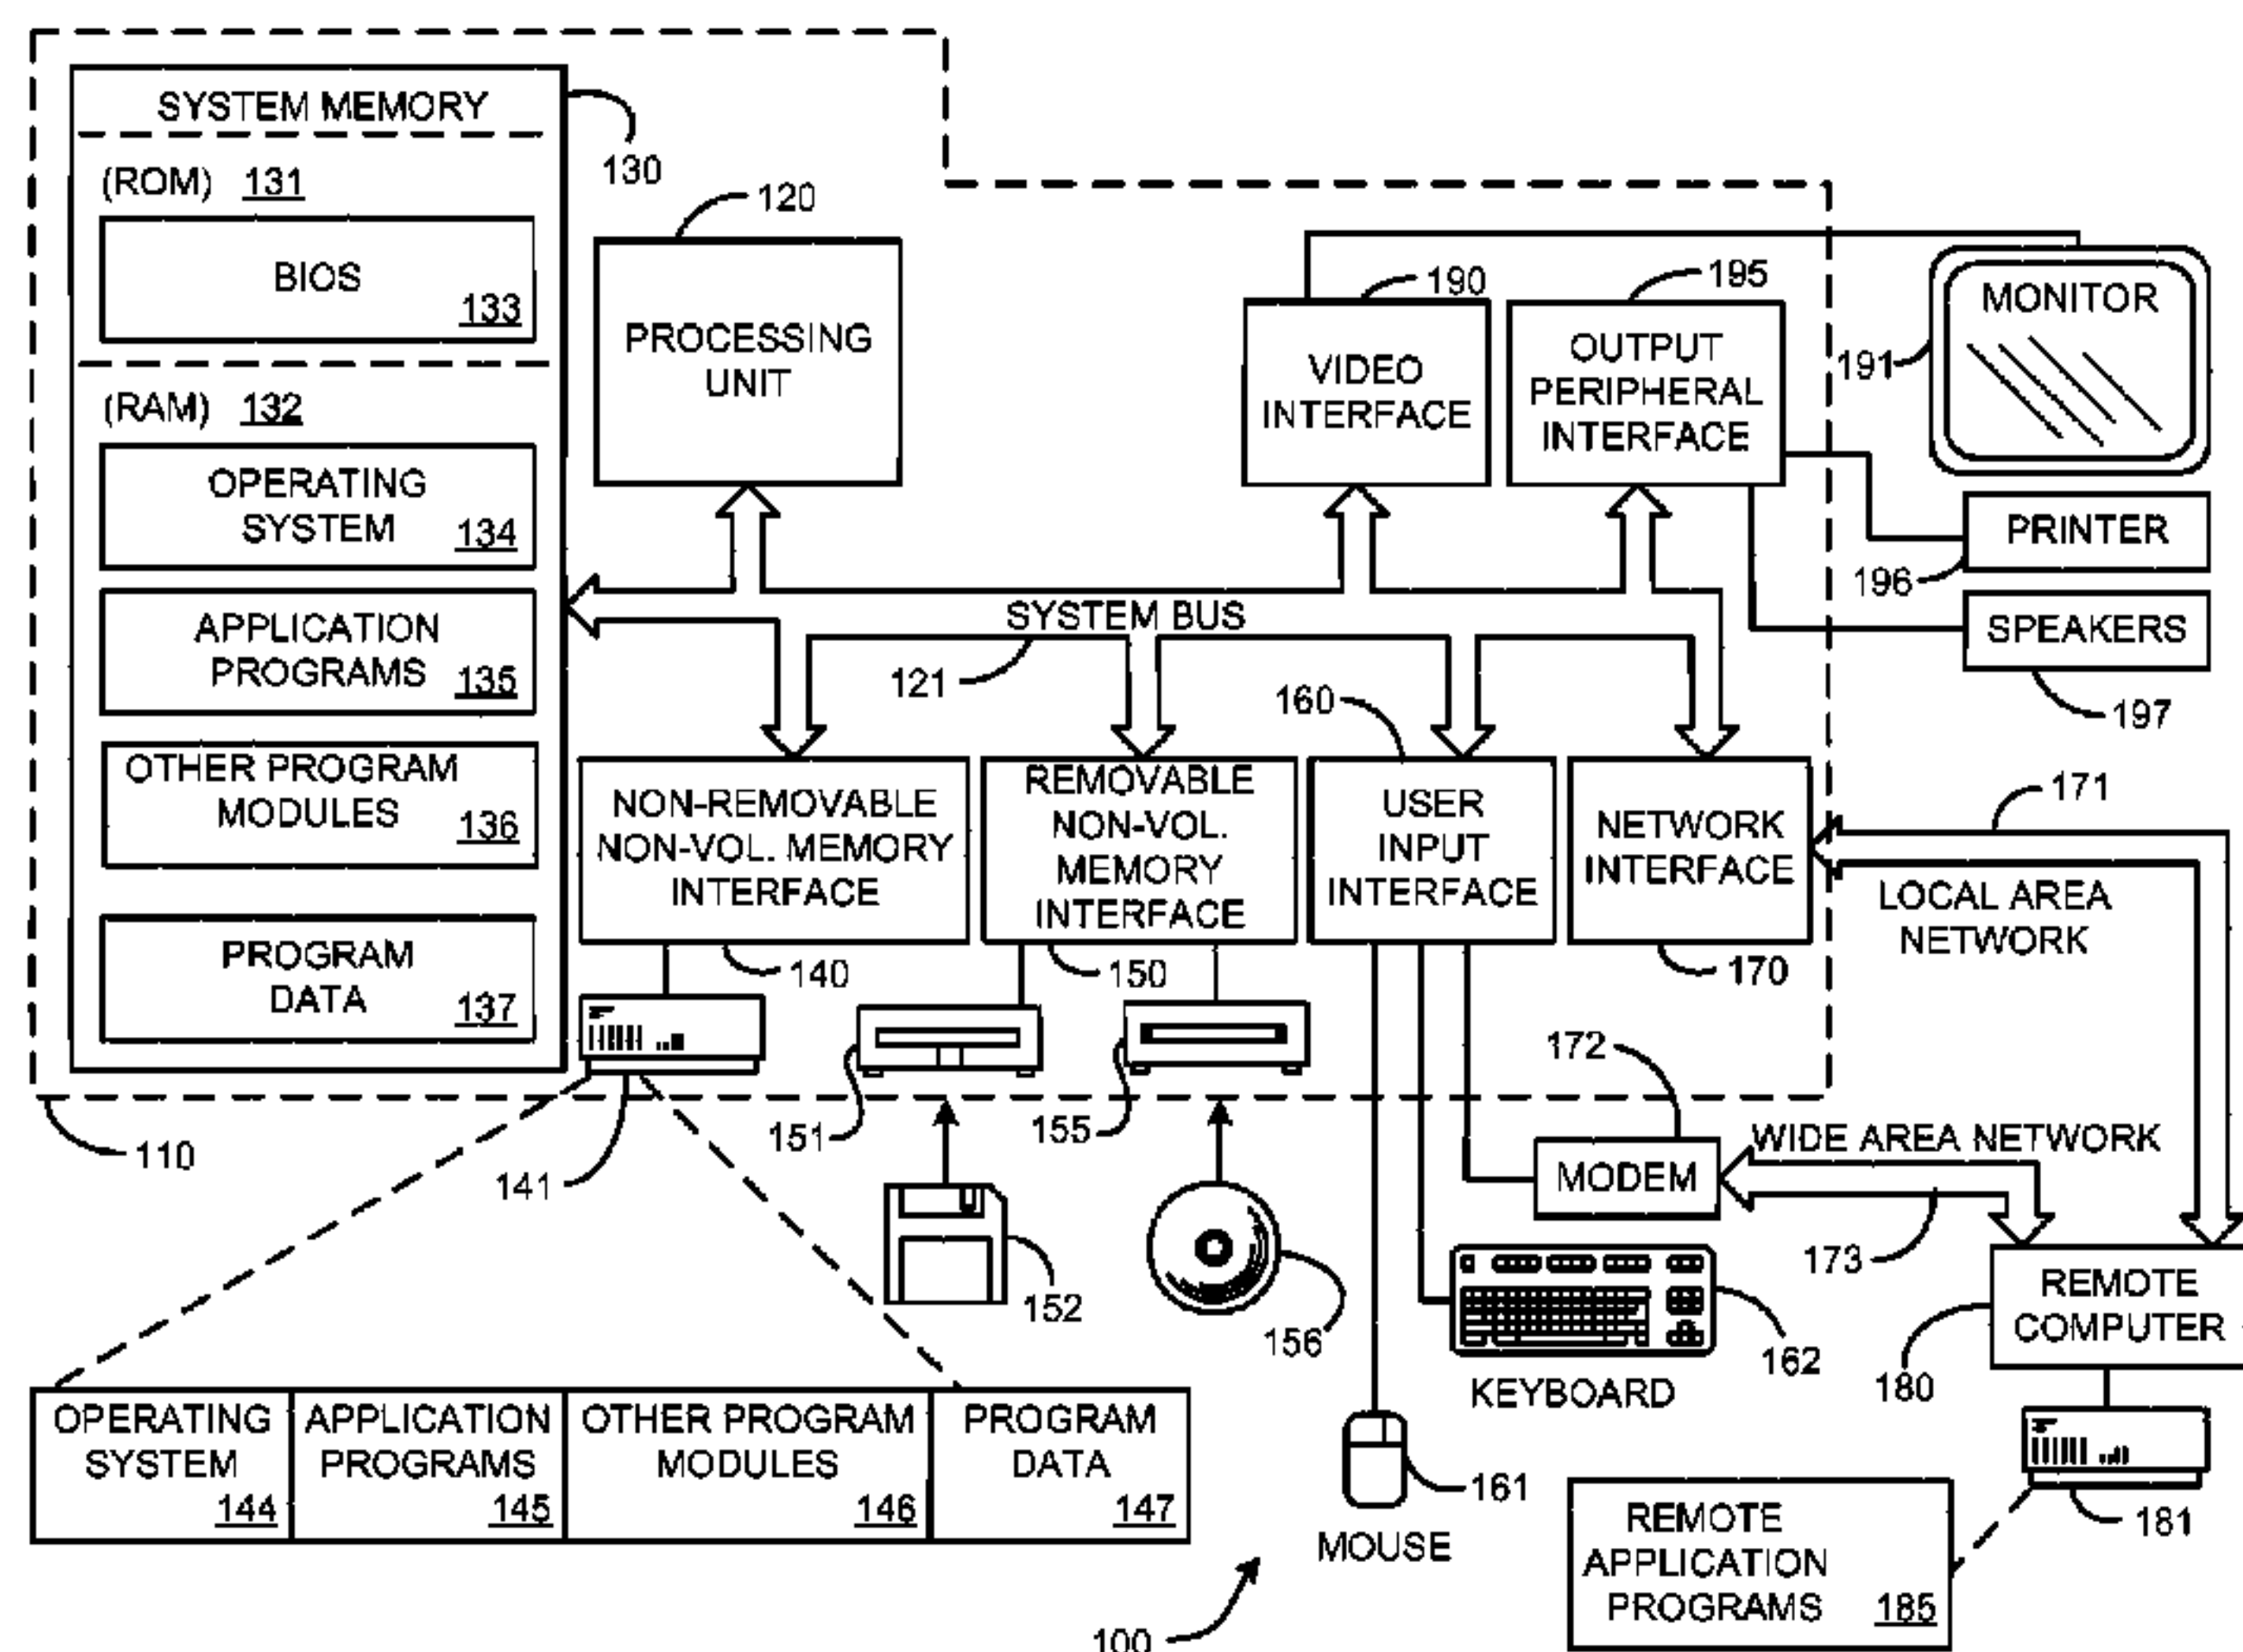 SYSTEM MEMORY
130
(ROM) 131
BIOS
133
(RAM) 132
OPERATING
SYSTEM 134
APPLICATION
PROGRAMS 135
OTHER PROGRAM
MODULES 136
PROGRAM
DATA 137
120
PROCESSING
UNIT
190
VIDEO
INTERFACE
195
OUTPUT
PERIPHERAL
INTERFACE
MONITOR
191
PRINTER
196
SPEAKERS
197
SYSTEM BUS
121
NON-REMOVABLE
NON-VOL. MEMORY
INTERFACE
140
REMOVABLE
NON-VOL.
MEMORY
INTERFACE
150
160
USER
INPUT
INTERFACE
NETWORK
INTERFACE
170
171
LOCAL AREA
NETWORK
110
141
151
152
155
156
172
MODEM
WIDE AREA NETWORK
173
162
KEYBOARD
161
MOUSE
REMOTE
COMPUTER
180
181
REMOTE
APPLICATION
PROGRAMS 185
OPERATING
SYSTEM
144
APPLICATION
PROGRAMS
145
OTHER PROGRAM
MODULES
146
PROGRAM
DATA
147
100